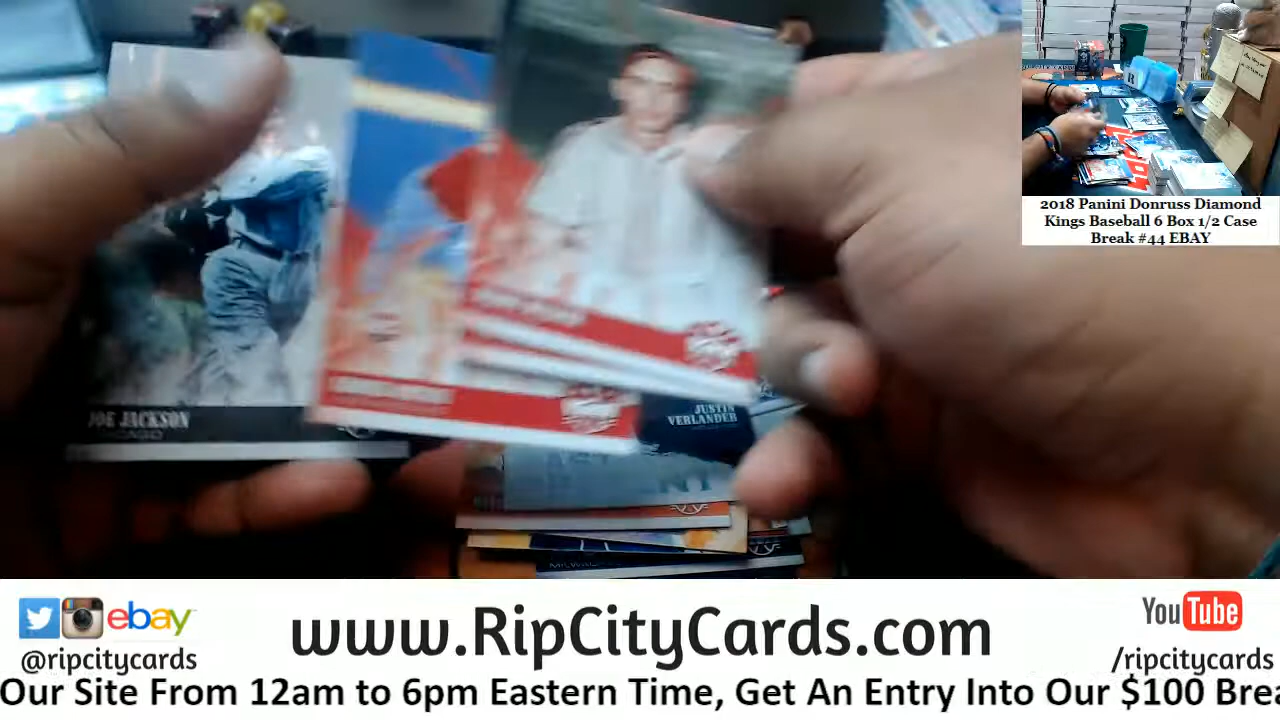 JOE JACKSON
CHICAGO
JUSTIN
VERLANDER
NY
2018 Panini Donruss Diamond
Kings Baseball 6 Box 1/2 Case
Break #44 EBAY
ebay
@ripcitycards
www.RipCityCards.com
YouTube
/ripcitycards
Our Site From 12am to 6pm Eastern Time, Get An Entry Into Our $100 Brea